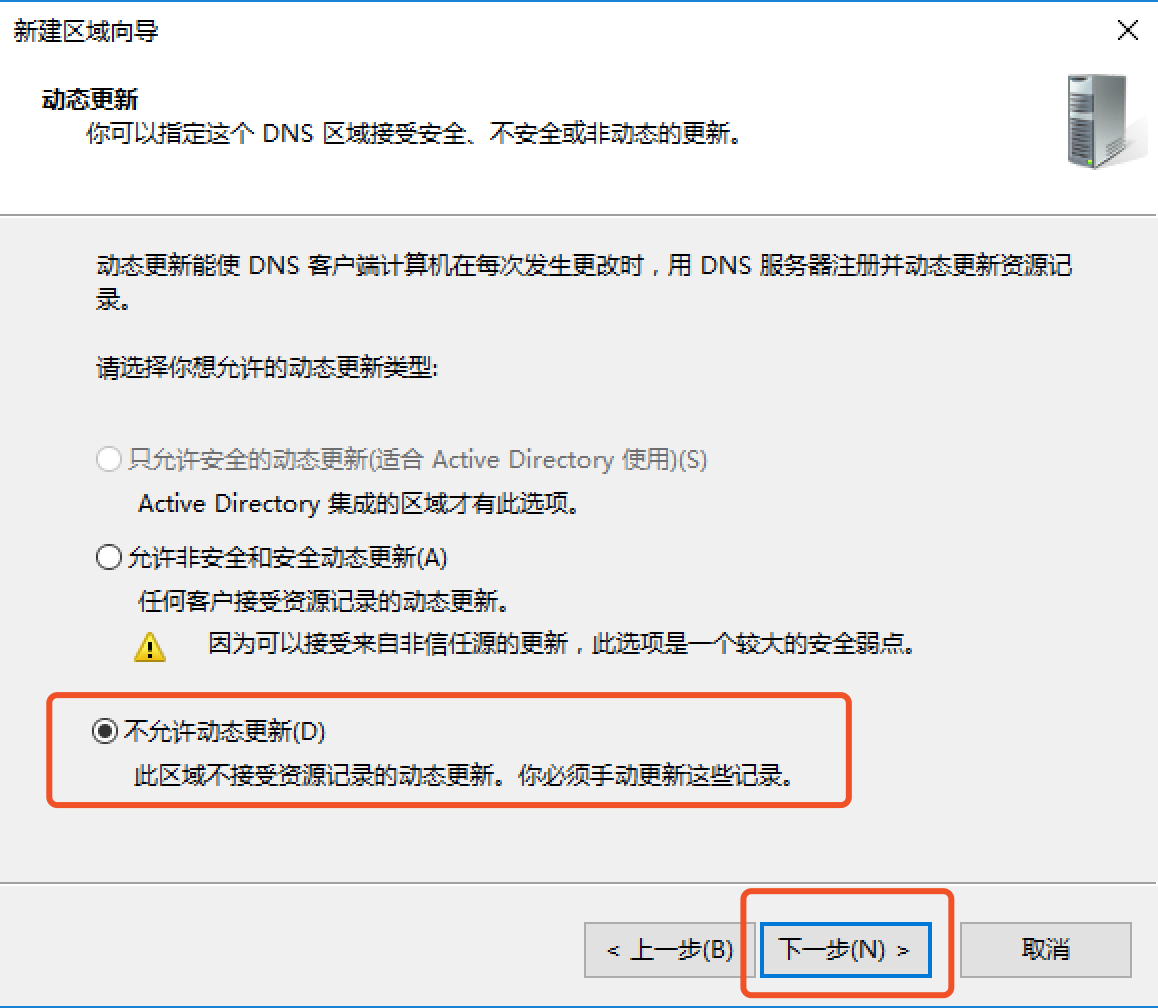 新建区域向导
动态更新
你可以指定这个 DNS 区域接受安全、不安全或非动态的更新。
动态更新能使 DNS 客户端计算机在每次发生更改时，用 DNS 服务器注册并动态更新资源记
录。
请选择你想允许的动态更新类型:
只允许安全的动态更新(适合 Active Directory 使用)(S)
Active Directory 集成的区域才有此选项。
允许非安全和安全动态更新(A)
任何客户接受资源记录的动态更新。
因为可以接受来自非信任源的更新，此选项是一个较大的安全弱点。
不允许动态更新(D)
此区域不接受资源记录的动态更新。你必须手动更新这些记录。
< 上一步(B) 下一步(N) > 取消